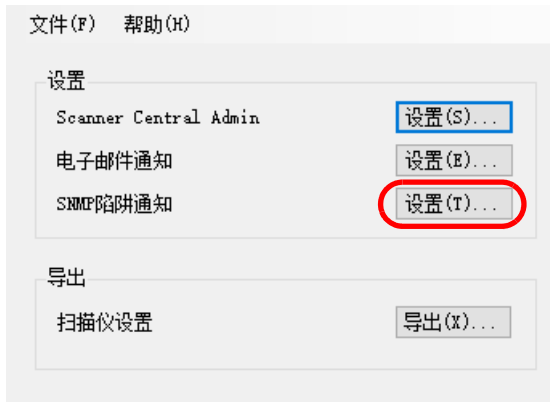 文件(F) 帮助(H)
设置
Scanner Central Admin 设置(S)...
电子邮件通知 设置(E)...
SNMP陷阱通知 设置(T)...
导出
扫描仪设置 导出(X)...